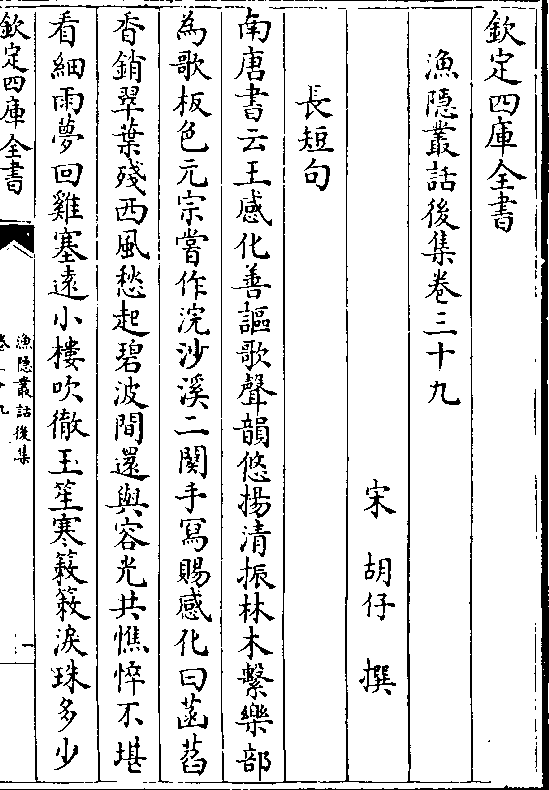 欽定四庫全書
漁隠叢話後集卷三十九
宋 胡仔 撰
長短句
南唐書云王感化善謳歌聲韻悠揚清振林木繫樂部
為歌板色元宗嘗作浣沙溪二闋手冩賜感化曰菡萏
香銷翠葉殘西風愁起碧波間還與容光共憔悴不堪
看細雨夢回雞塞遠小樓吹徹玉笙寒簌簌淚珠多少
欽定四庫全書
漁隠叢話後集
卷三十九
一